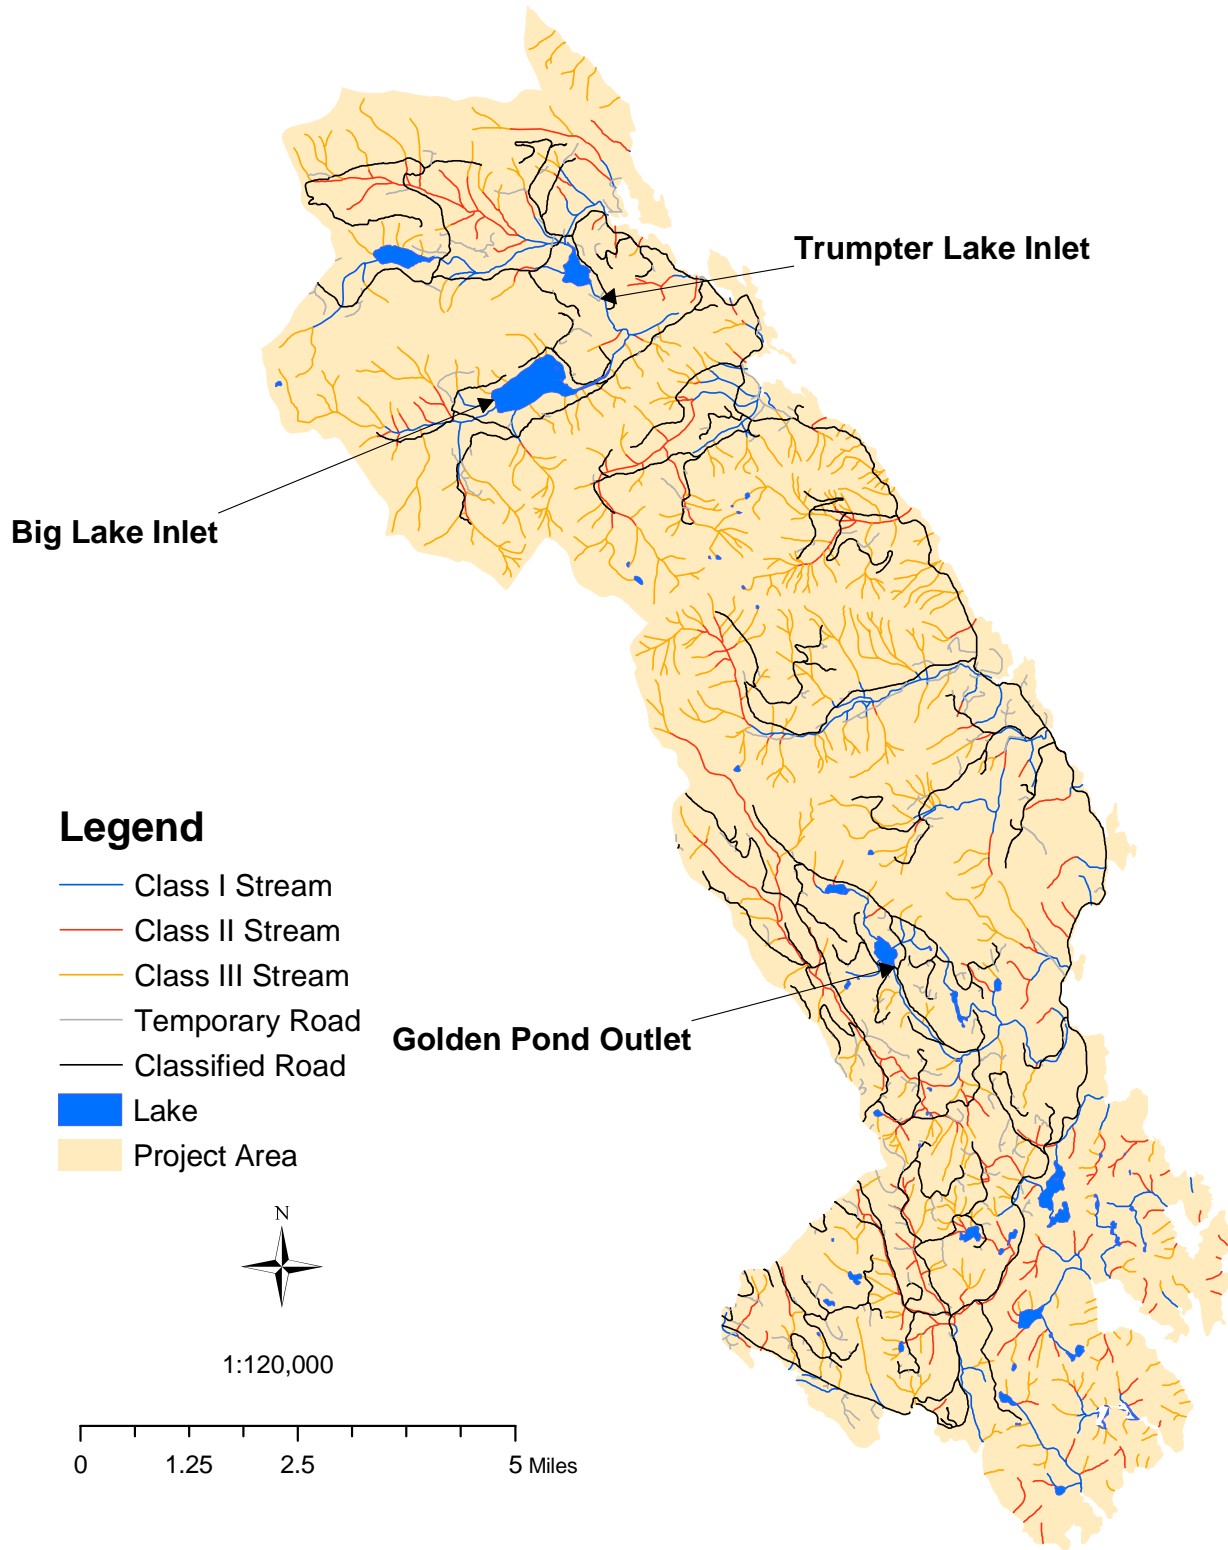 Trumpter Lake Inlet
Big Lake Inlet
Golden Pond Outlet
Legend
Class I Stream
Class II Stream
Class III Stream
Temporary Road
Classified Road
Lake
Project Area
N
1:120,000
0 1.25 2.5 5 Miles